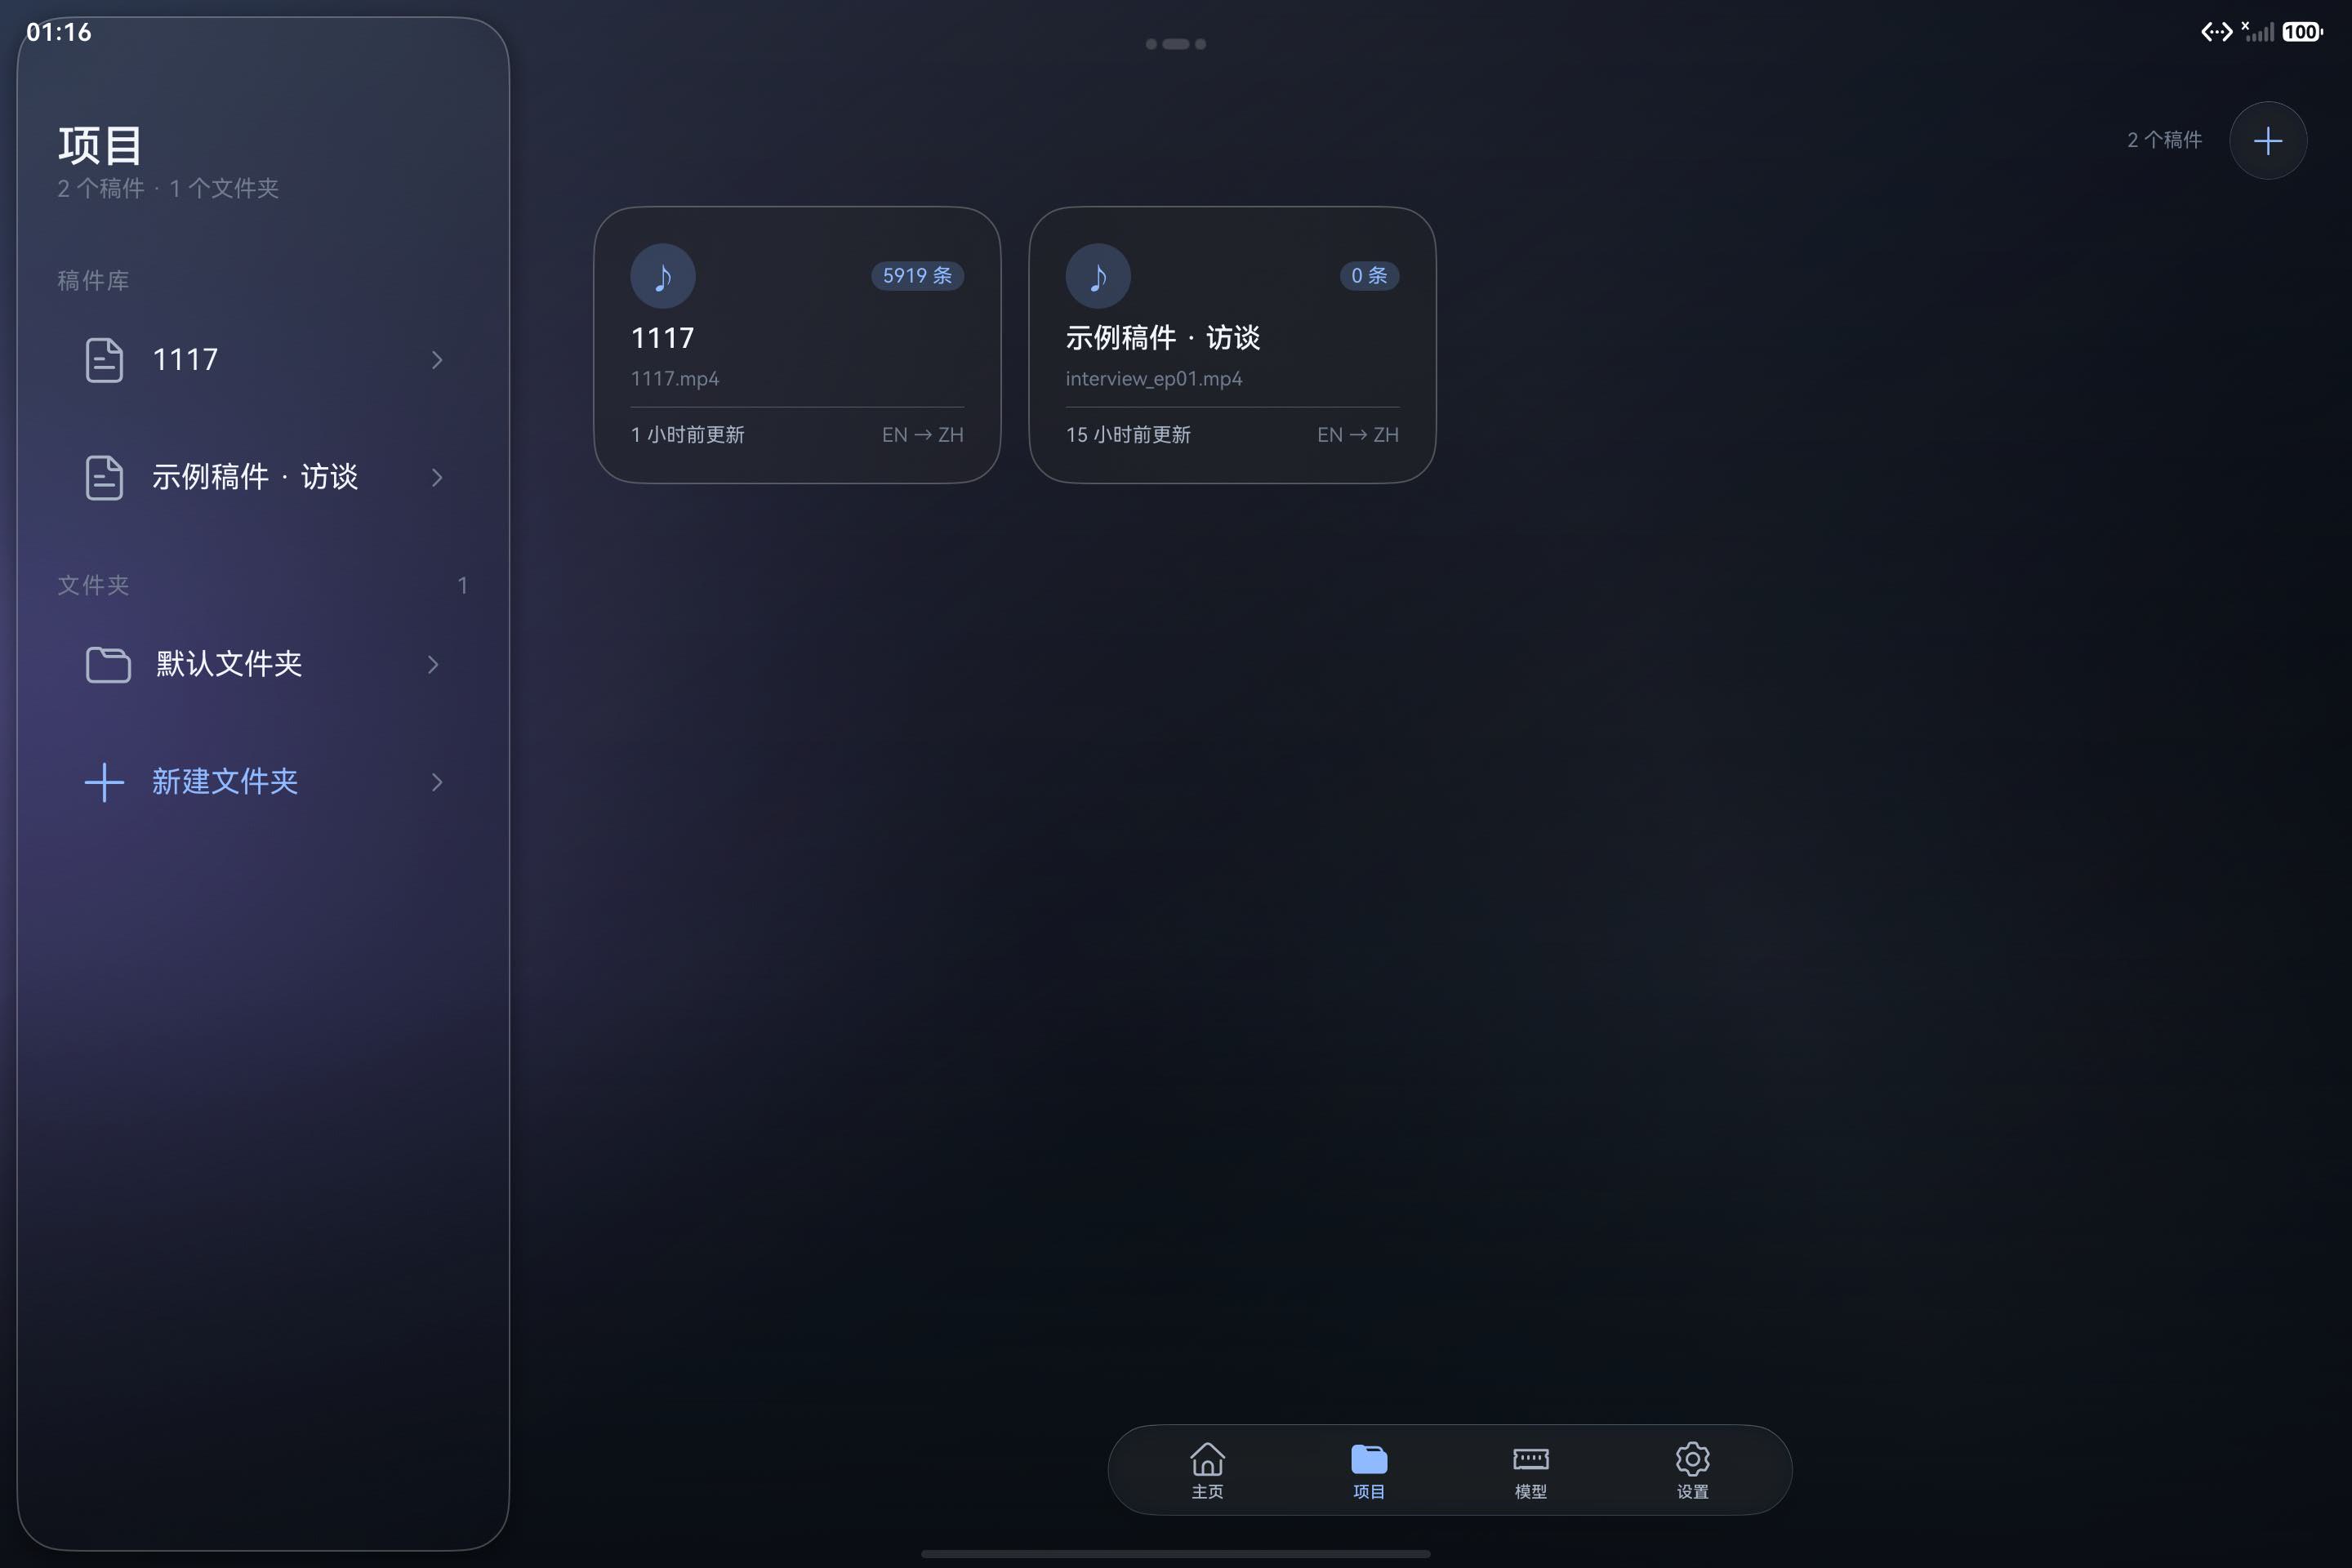 01:16
100
项目
2 个稿件 · 1 个文件夹
稿件库
1117
示例稿件 · 访谈
文件夹 1
默认文件夹
新建文件夹
2 个稿件
5919 条
1117
1117.mp4
1 小时前更新 EN → ZH
0 条
示例稿件 · 访谈
interview_ep01.mp4
15 小时前更新 EN → ZH
主页 项目 模型 设置